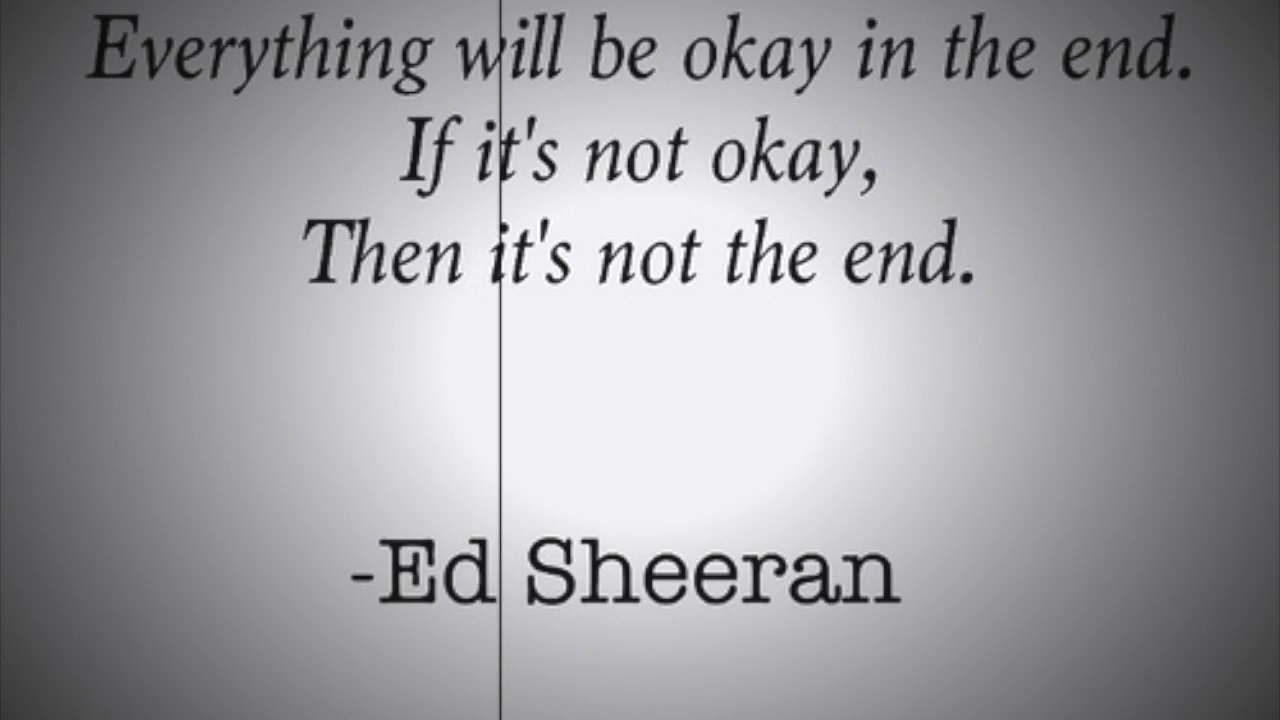 Everything will be okay in the end.
If it's not okay,
Then it's not the end.
-Ed Sheeran